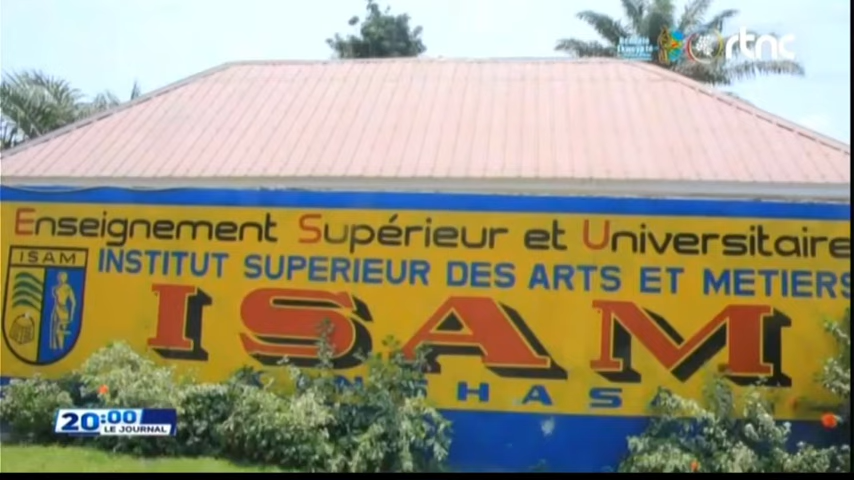 rtnc
Enseignement Supérieur et Universitaire
ISAM
INSTITUT SUPERIEUR DES ARTS ET METIERS
ISAM
20:00
LE JOURNAL